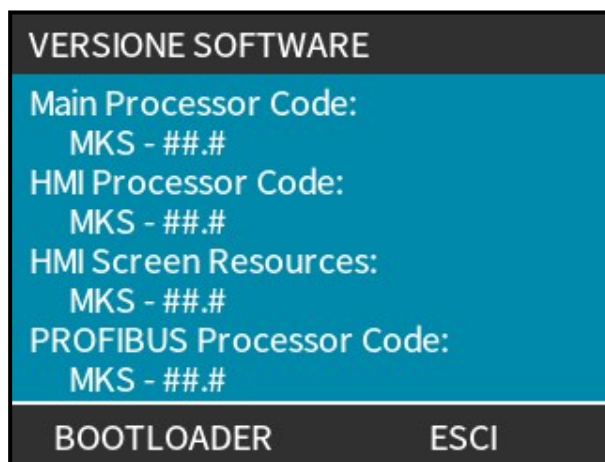 VERSIONE SOFTWARE
Main Processor Code:
MKS - ##.#
HMI Processor Code:
MKS - ##.#
HMI Screen Resources:
MKS - ##.#
PROFIBUS Processor Code:
MKS - ##.#
BOOTLOADER ESCI